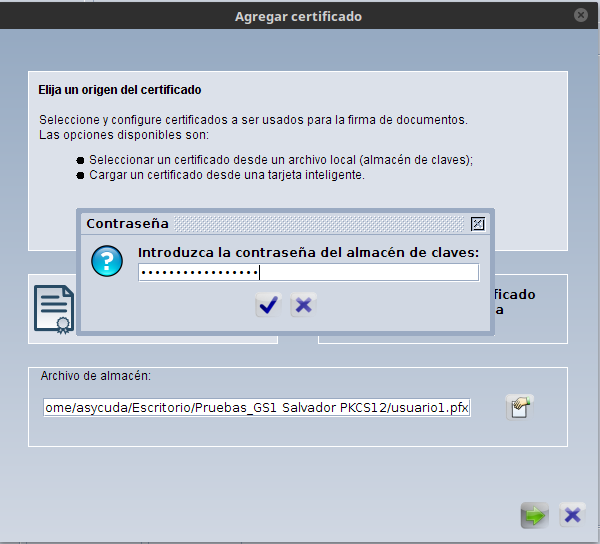 Agregar certificado
Elija un origen del certificado
Seleccione y configure certificados a ser usados para la firma de documentos.
Las opciones disponibles son:
● Seleccionar un certificado desde un archivo local (almacén de claves);
● Cargar un certificado desde una tarjeta inteligente.
Contraseña
Introduzca la contraseña del almacén de claves:
•••••••••••••••••
Archivo de almacén:
ome/asycuda/Escritorio/Pruebas_GS1 Salvador PKCS12/usuario1.pfx